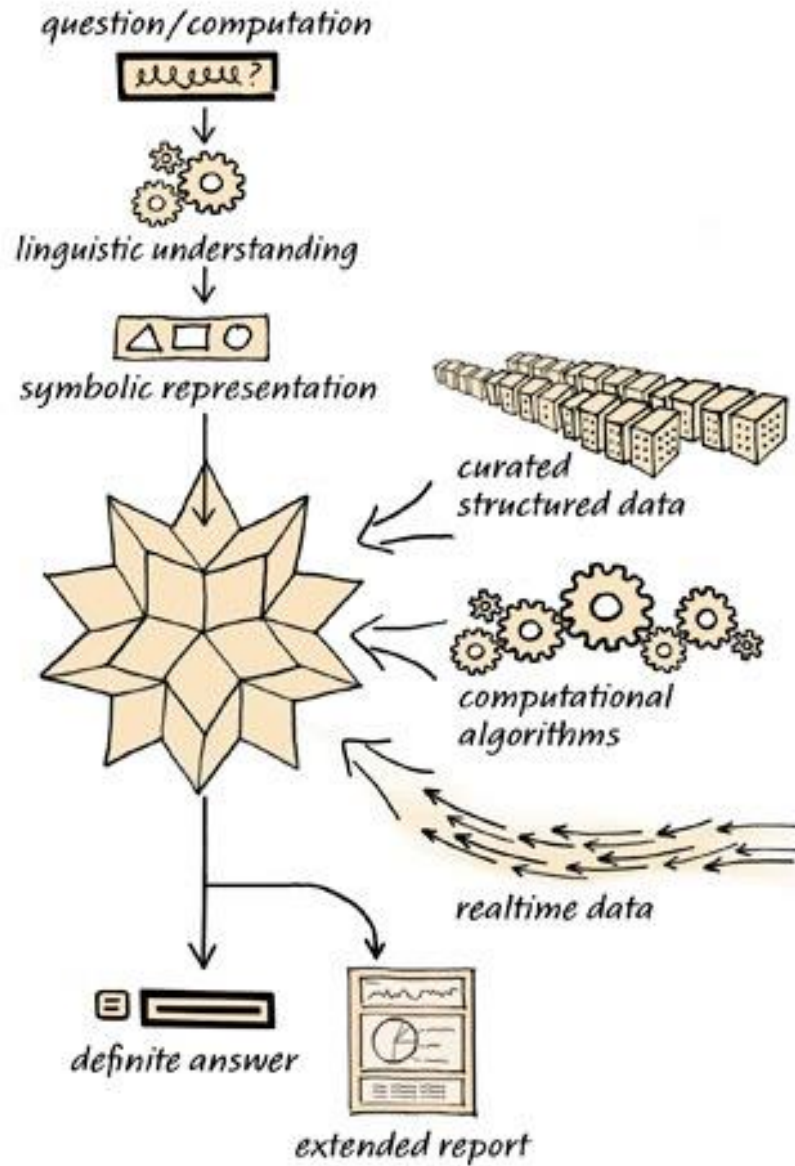 question/computation
?
linguistic understanding
symbolic representation
curated
structured data
computational
algorithms
realtime data
=
definite answer
extended report